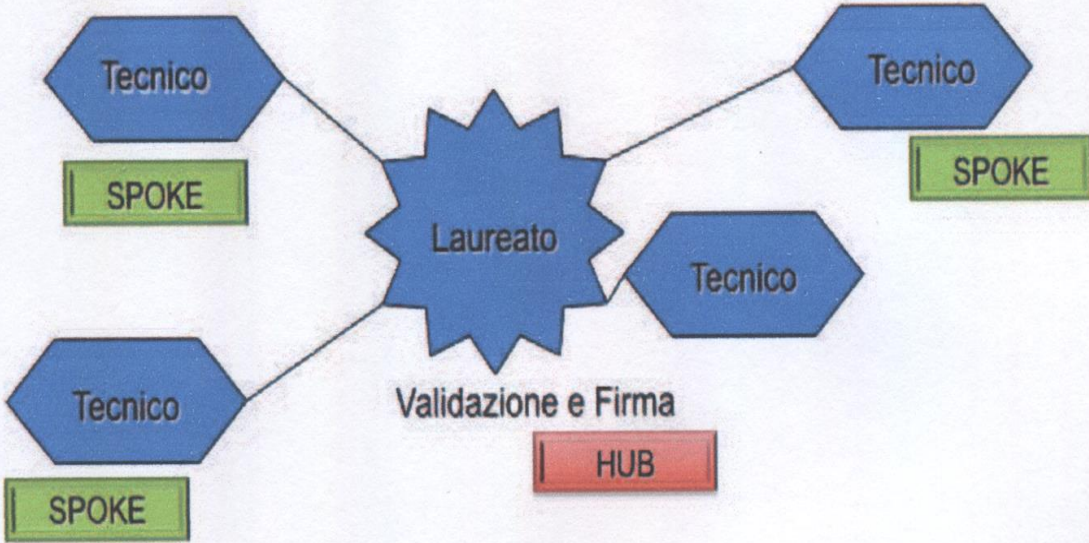 Tecnico
SPOKE
Tecnico
SPOKE
Laureato
Tecnico
Tecnico
SPOKE
Validazione e Firma
HUB